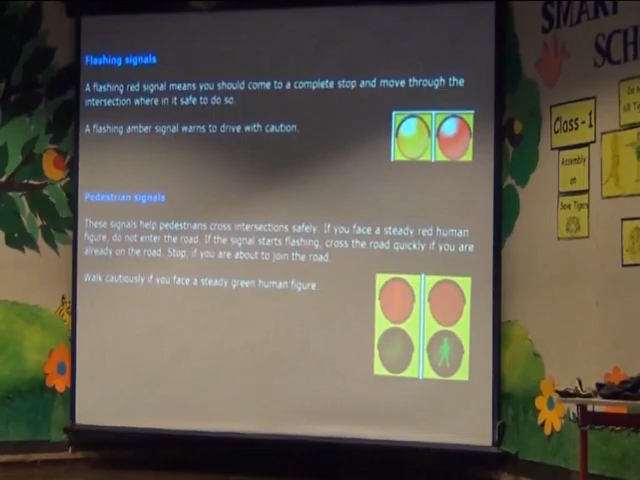 Flashing signals
A flashing red signal means you should come to a complete stop and move through the
intersection where in it safe to do so.
A flashing amber signal warns to drive with caution.
Pedestrian signals
These signals help pedestrians cross intersections safely. If you face a steady red human
figure, do not enter the road. If the signal starts flashing, cross the road quickly if you are
already on the road. Stop, if you are about to join the road.
Walk cautiously if you face a steady green human figure.
SMART
SCH
Class-1
Assembly
on
Save Tigers